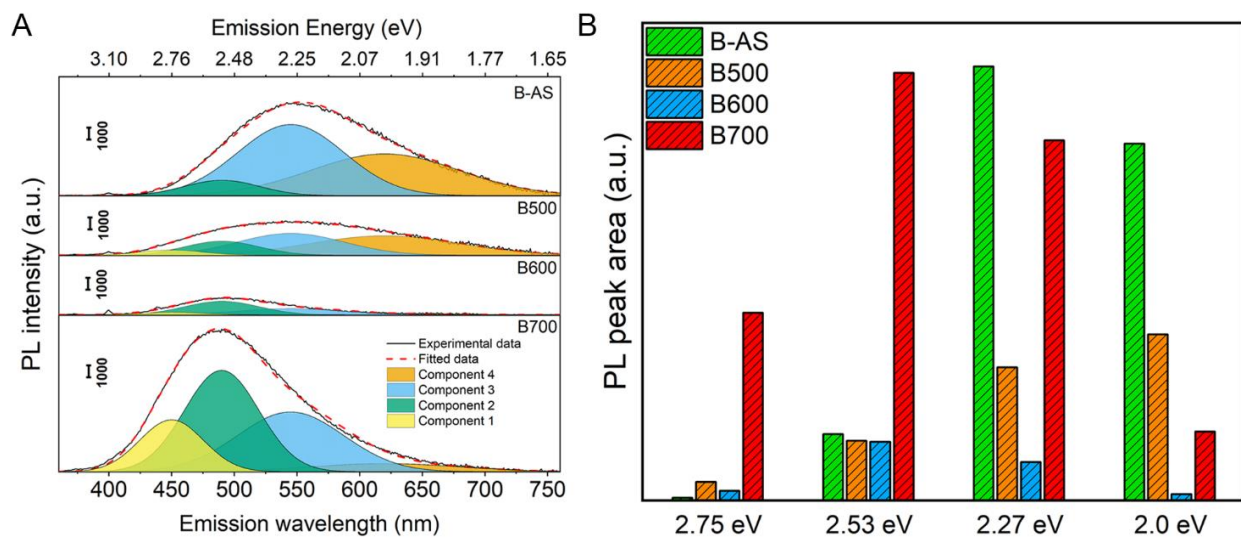 A
Emission Energy (eV)
3.10 2.76 2.48 2.25 2.07 1.91 1.77 1.65
PL intensity (a.u.)
B-AS
1000
B500
1000
B600
1000
B700
1000
Experimental data
Fitted data
Component 4
Component 3
Component 2
Component 1
400 450 500 550 600 650 700 750
Emission wavelength (nm)
B
PL peak area (a.u.)
B-AS
B500
B600
B700
2.75 eV 2.53 eV 2.27 eV 2.0 eV